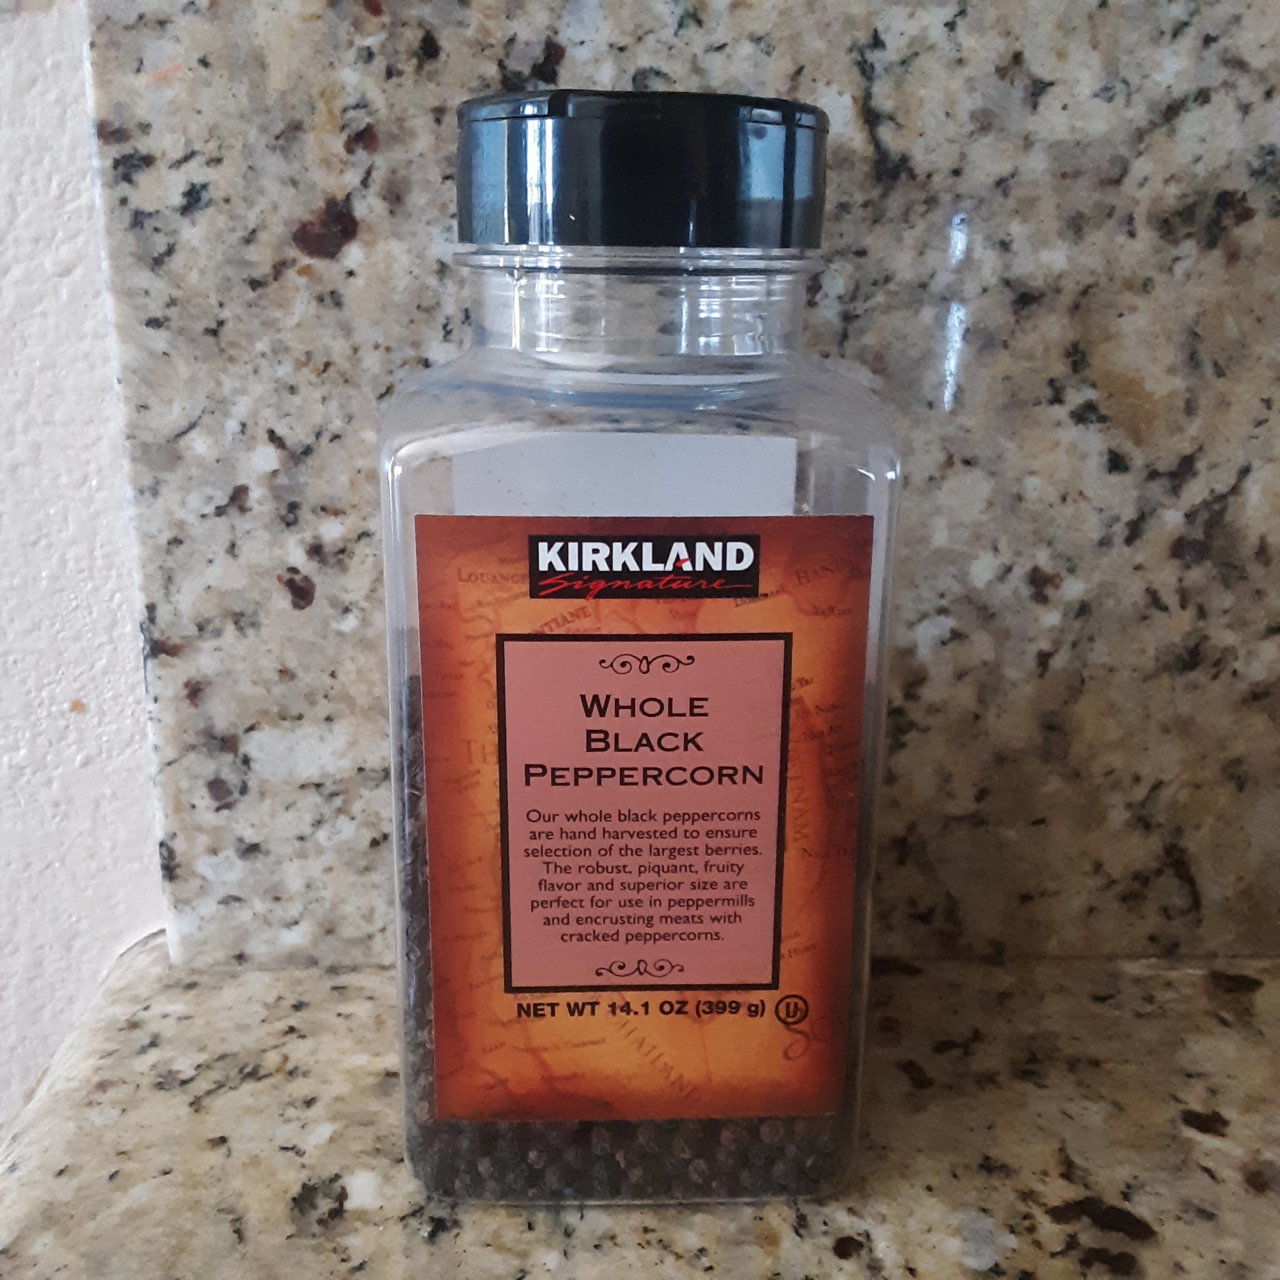 KIRKLAND
Signature
WHOLE
BLACK
PEPPERCORN
Our whole black peppercorns
are hand harvested to ensure
selection of the largest berries.
The robust, piquant, fruity
flavor and superior size are
perfect for use in peppermills
and encrusting meats with
cracked peppercorns.
NET WT 14.1 OZ (399 g) U